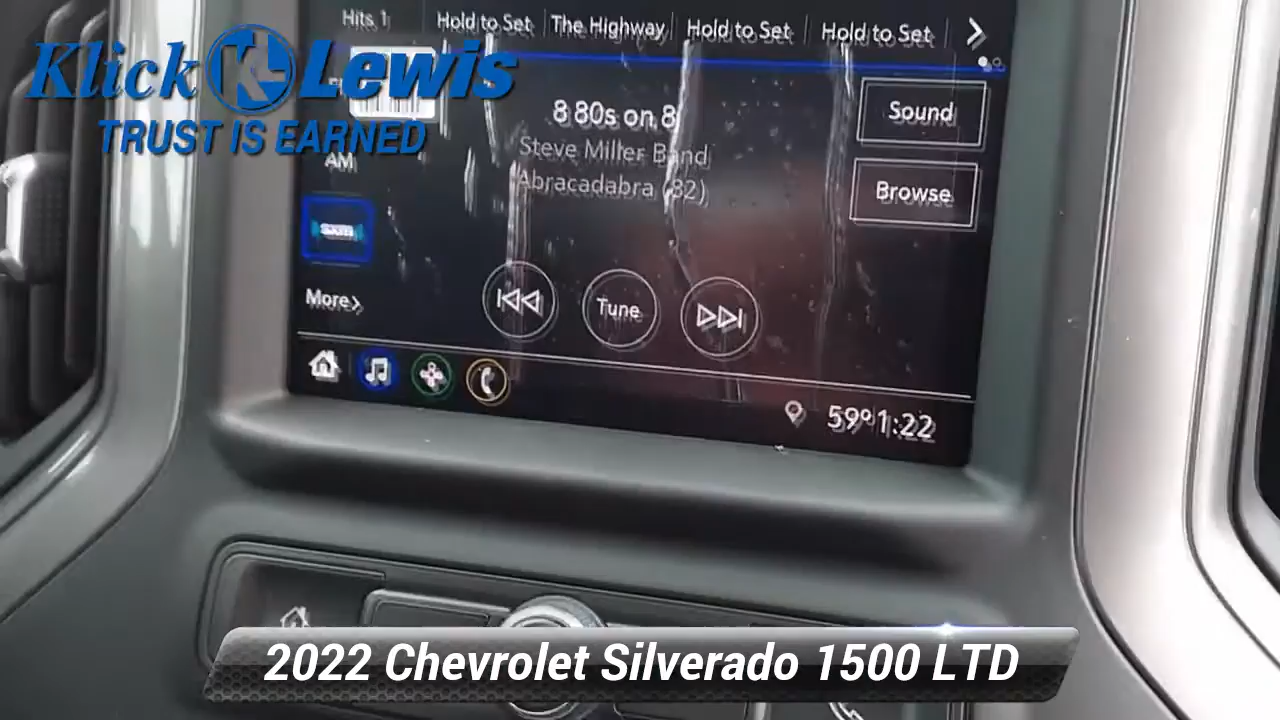 Hits 1 Hold to Set The Highway Hold to Set Hold to Set
Klick K Lewis
TRUST IS EARNED
8 80s on 8
Steve Miller Band
Abracadabra (82)
Sound
Browse
AM
sxm
More
Tune
59° 1:22
2022 Chevrolet Silverado 1500 LTD